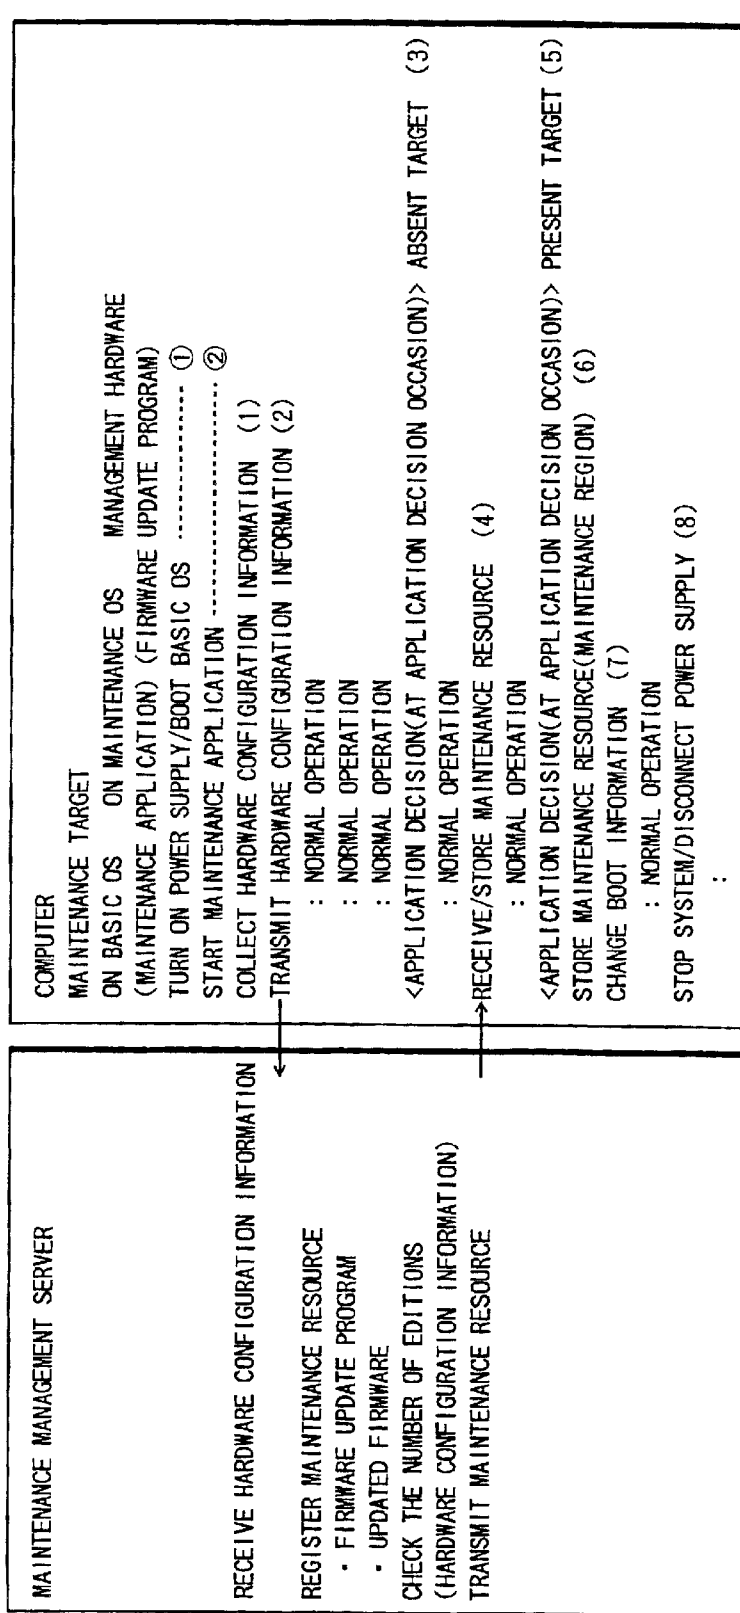 MAINTENANCE MANAGEMENT SERVER
RECEIVE HARDWARE CONFIGURATION INFORMATION
REGISTER MAINTENANCE RESOURCE
・FIRMWARE UPDATE PROGRAM
・UPDATED FIRMWARE
CHECK THE NUMBER OF EDITIONS
(HARDWARE CONFIGURATION INFORMATION)
TRANSMIT MAINTENANCE RESOURCE
COMPUTER
MAINTENANCE TARGET
ON BASIC OS ON MAINTENANCE OS MANAGEMENT HARDWARE
(MAINTENANCE APPLICATION) (FIRMWARE UPDATE PROGRAM)
TURN ON POWER SUPPLY/BOOT BASIC OS ---------------- ①
START MAINTENANCE APPLICATION ---------------------- ②
COLLECT HARDWARE CONFIGURATION INFORMATION (1)
TRANSMIT HARDWARE CONFIGURATION INFORMATION (2)
: NORMAL OPERATION
: NORMAL OPERATION
: NORMAL OPERATION
<APPLICATION DECISION(AT APPLICATION DECISION OCCASION)> ABSENT TARGET (3)
: NORMAL OPERATION
RECEIVE/STORE MAINTENANCE RESOURCE (4)
: NORMAL OPERATION
<APPLICATION DECISION(AT APPLICATION DECISION OCCASION)> PRESENT TARGET (5)
STORE MAINTENANCE RESOURCE(MAINTENANCE REGION) (6)
CHANGE BOOT INFORMATION (7)
: NORMAL OPERATION
STOP SYSTEM/DISCONNECT POWER SUPPLY (8)
: